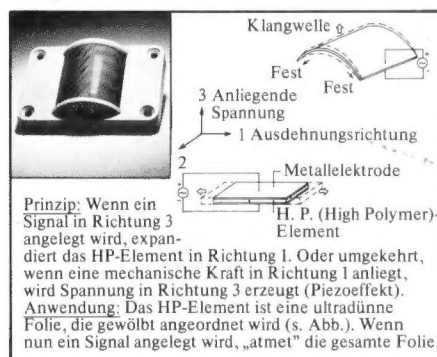 Klangwelle
Fest
Fest
3 Anliegende
Spannung
1 Ausdehnungsrichtung
2
Metallelektrode
H. P. (High Polymer)-
Element
Prinzip: Wenn ein
Signal in Richtung 3
angelegt wird, expan-
diert das HP-Element in Richtung 1. Oder umgekehrt,
wenn eine mechanische Kraft in Richtung 1 anliegt,
wird Spannung in Richtung 3 erzeugt (Piezoeffekt).
Anwendung: Das HP-Element ist eine ultradünne
Folie, die gewölbt angeordnet wird (s. Abb.). Wenn
nun ein Signal angelegt wird, „atmet” die gesamte Folie.